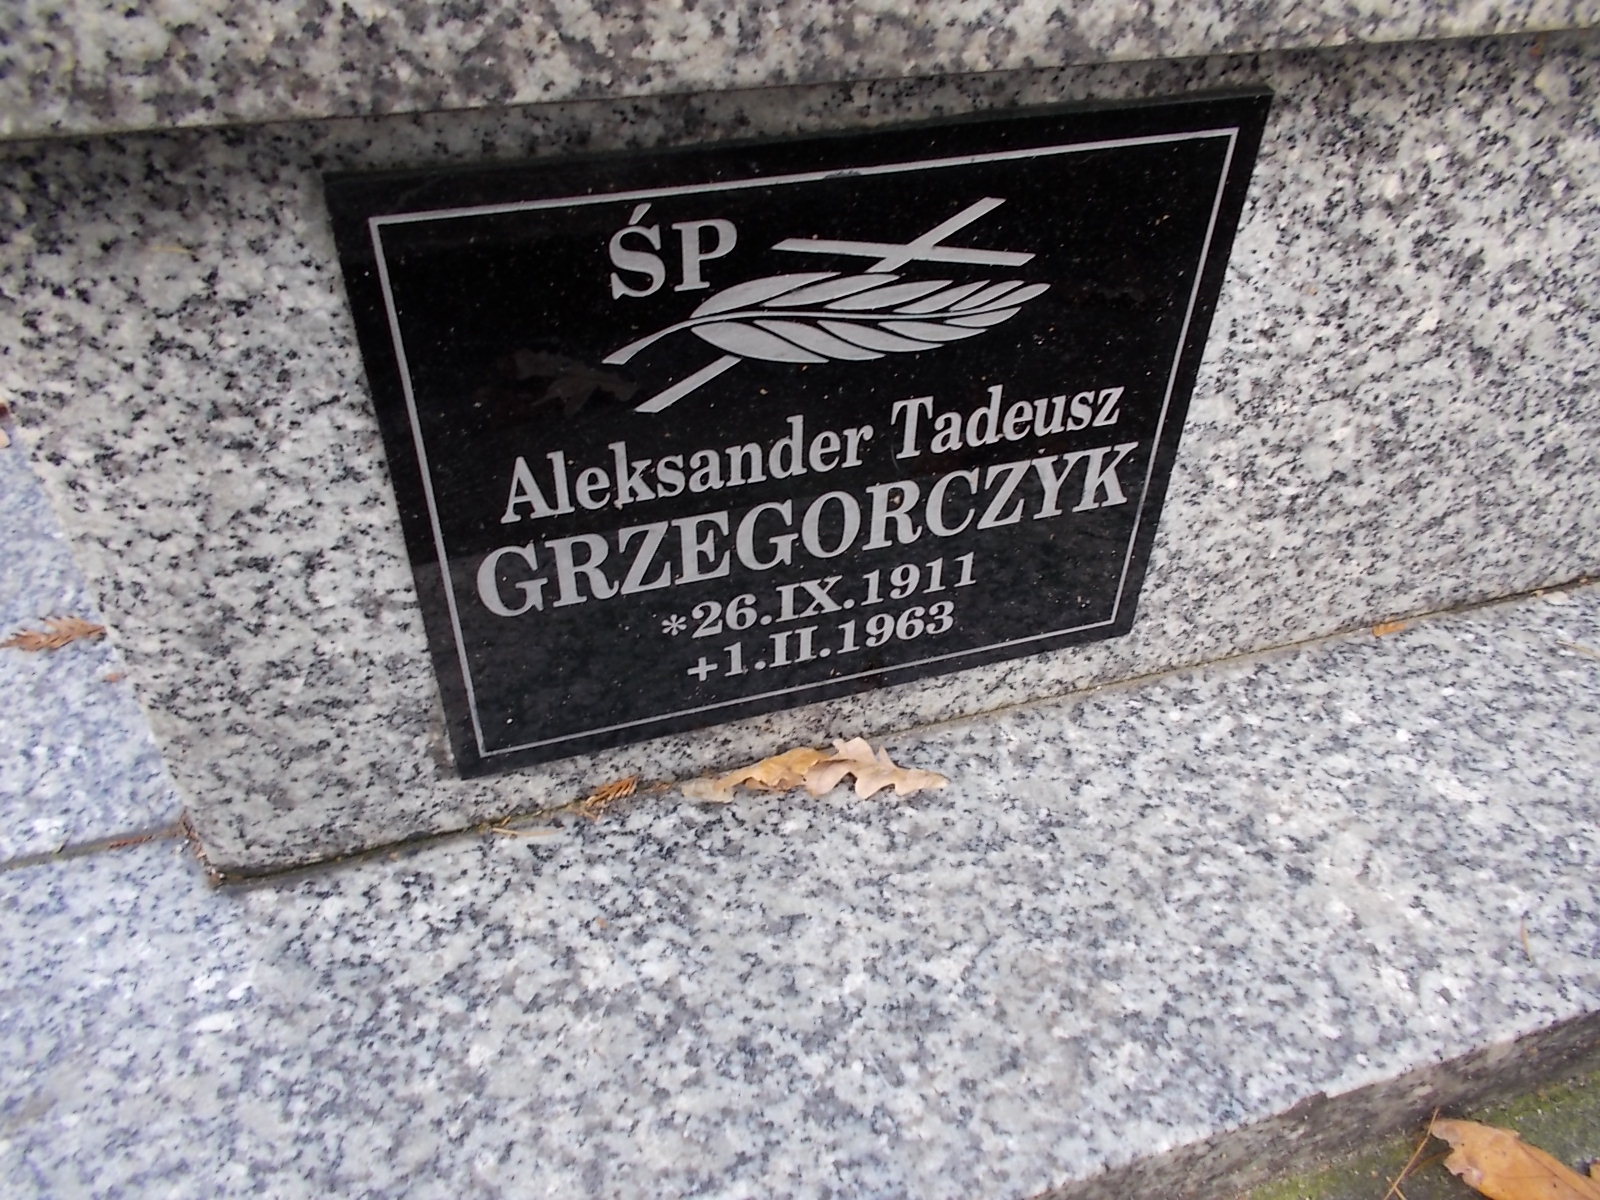 ŚP
Aleksander Tadeusz
GRZEGORCZYK
*26.IX.1911
+1.II.1963